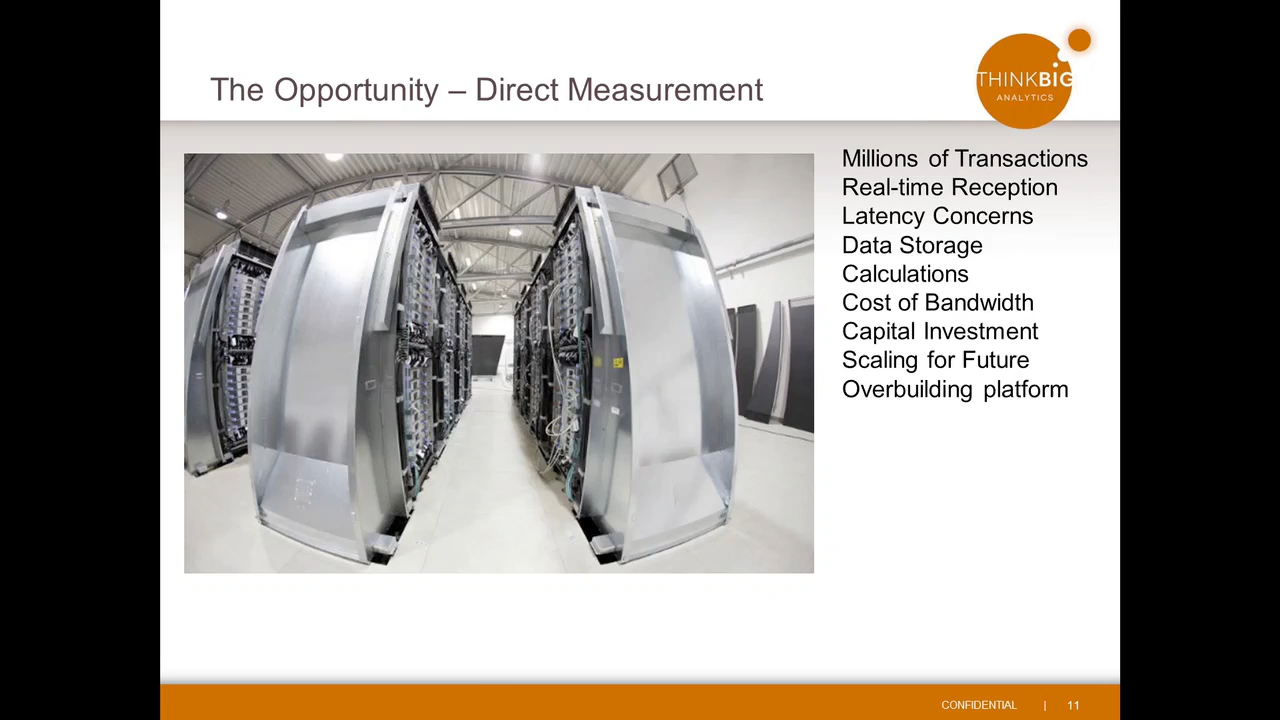 The Opportunity – Direct Measurement
THINKBIG
ANALYTICS
Millions of Transactions
Real-time Reception
Latency Concerns
Data Storage
Calculations
Cost of Bandwidth
Capital Investment
Scaling for Future
Overbuilding platform
CONFIDENTIAL | 11